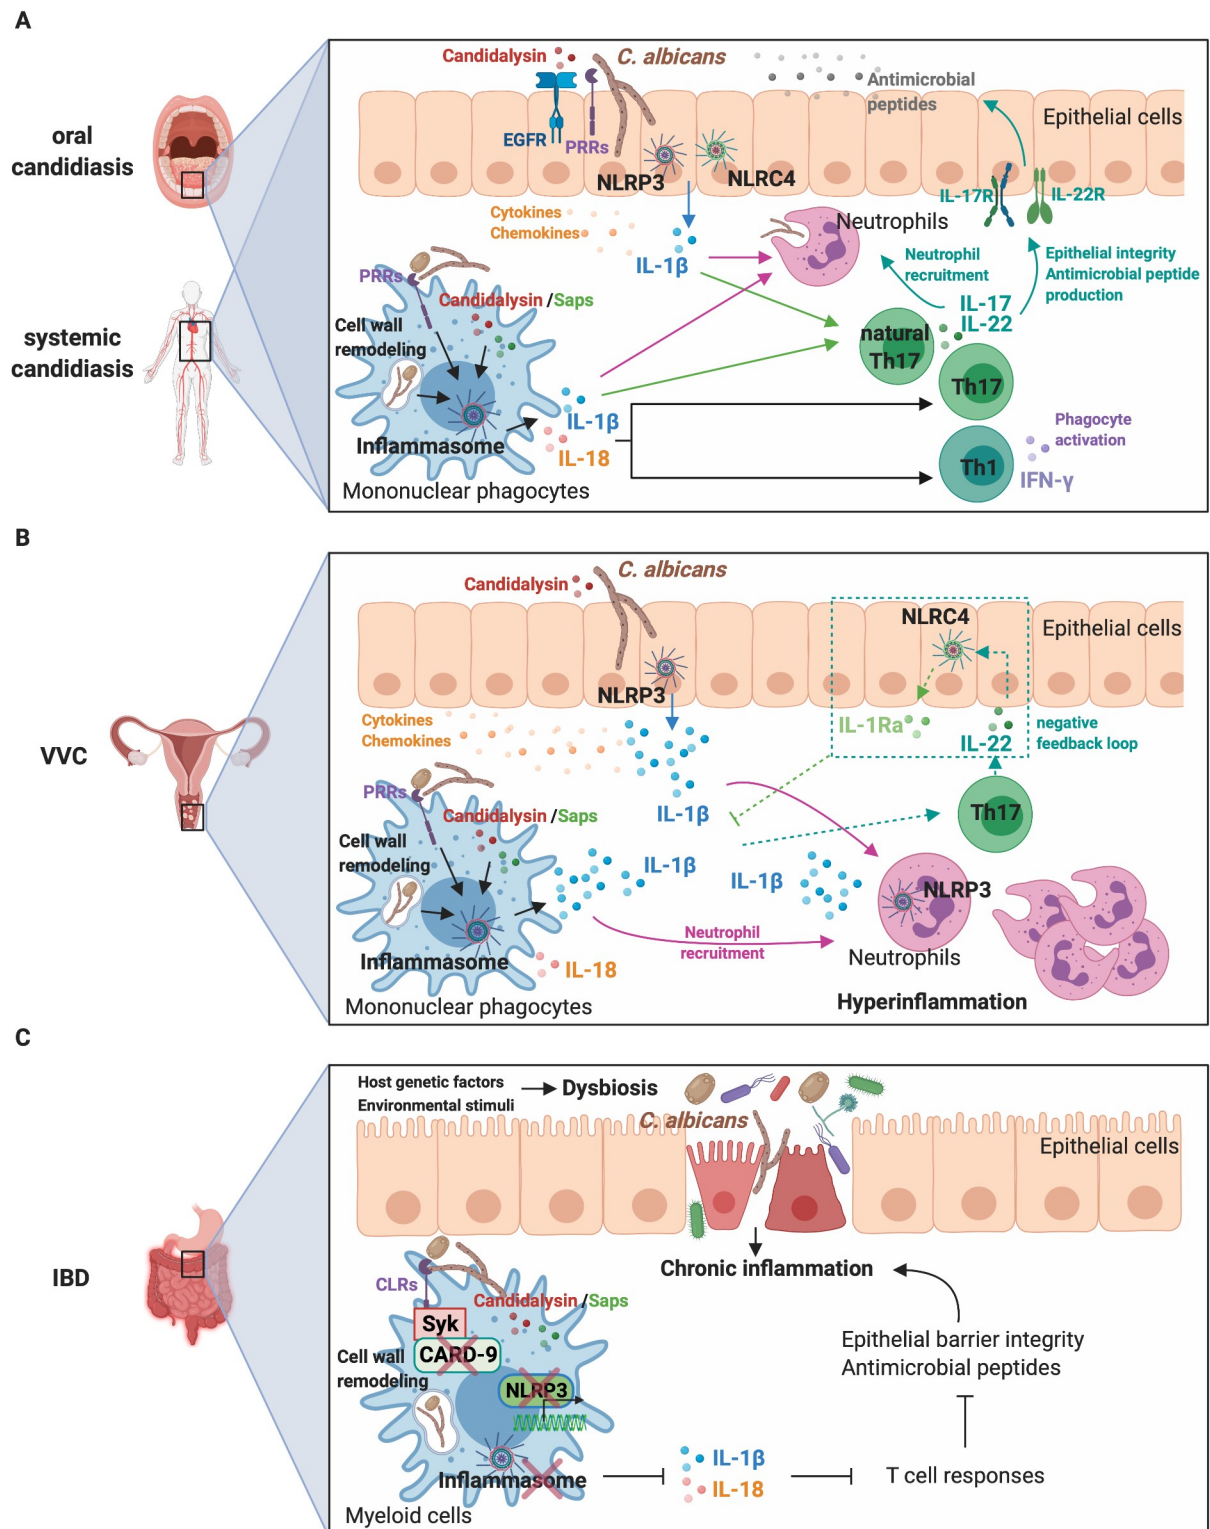 A
oral
candidiasis
systemic
candidiasis
Candidalysin
C. albicans
Antimicrobial
peptides
Epithelial cells
EGFR
PRRs
NLRP3
NLRC4
IL-17R
IL-22R
Cytokines
Chemokines
IL-1β
Neutrophils
Neutrophil
recruitment
Epithelial integrity
Antimicrobial peptide
production
PRRs
Candidalysin /Saps
Cell wall
remodeling
IL-17
IL-22
natural
Th17
Th17
Inflammasome
IL-1β
IL-18
Th1
Phagocyte
activation
IFN-γ
Mononuclear phagocytes
B
VVC
Candidalysin
C. albicans
NLRC4
Epithelial cells
NLRP3
Cytokines
Chemokines
IL-1Ra
IL-22
negative
feedback loop
PRRs
Candidalysin /Saps
IL-1β
Th17
Cell wall
remodeling
IL-1β
IL-1β
NLRP3
Neutrophil
recruitment
Neutrophils
Inflammasome
IL-18
Mononuclear phagocytes
Hyperinflammation
C
IBD
Host genetic factors
Environmental stimuli
Dysbiosis
C. albicans
Epithelial cells
Chronic inflammation
CLRs
Candidalysin /Saps
Syk
CARD-9
Cell wall
remodeling
NLRP3
Epithelial barrier integrity
Antimicrobial peptides
Inflammasome
IL-1β
IL-18
T cell responses
Myeloid cells